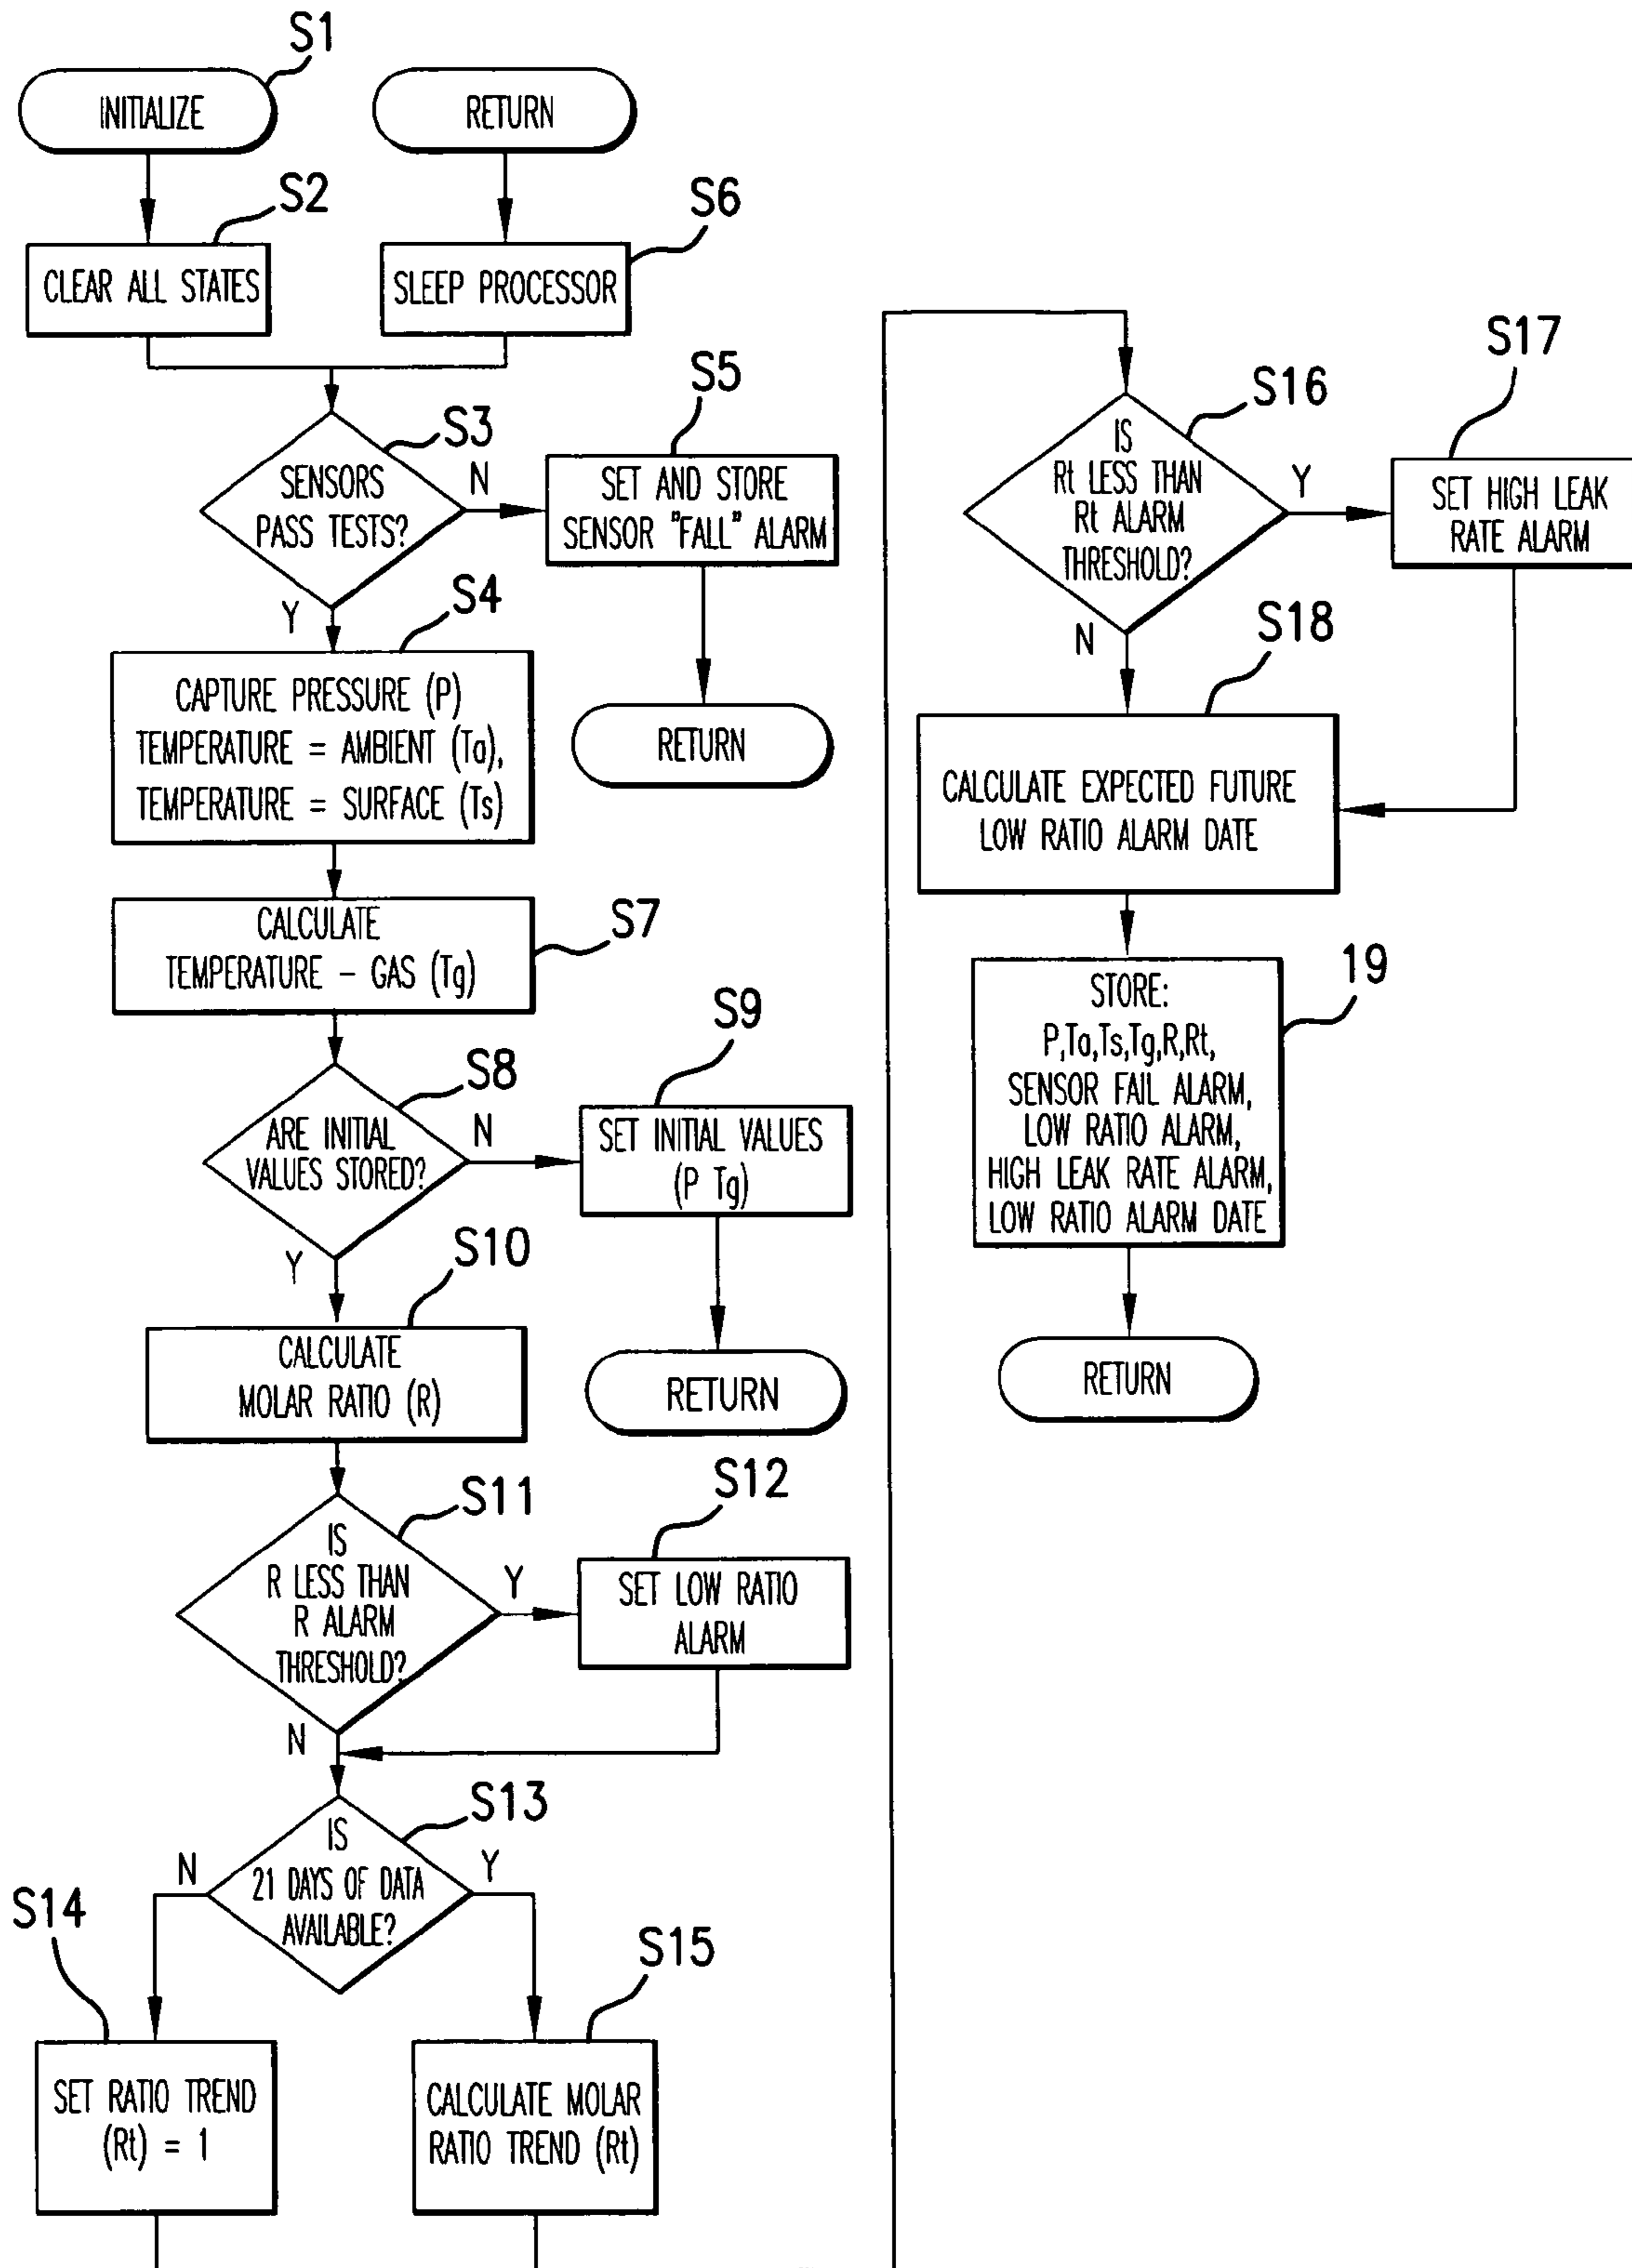 S1
INITIALIZE
RETURN
S2
CLEAR ALL STATES
S6
SLEEP PROCESSOR
S3
SENSORS
PASS TESTS?
N
Y
S5
SET AND STORE
SENSOR "FALL" ALARM
RETURN
S4
CAPTURE PRESSURE (P)
TEMPERATURE = AMBIENT (Ta),
TEMPERATURE = SURFACE (Ts)
S7
CALCULATE
TEMPERATURE – GAS (Tg)
S8
ARE INITIAL
VALUES STORED?
N
Y
S9
SET INITIAL VALUES
(P Tg)
RETURN
S10
CALCULATE
MOLAR RATIO (R)
S11
IS
R LESS THAN
R ALARM
THRESHOLD?
Y
N
S12
SET LOW RATIO
ALARM
S13
IS
21 DAYS OF DATA
AVAILABLE?
N
Y
S14
SET RATIO TREND
(Rt) = 1
S15
CALCULATE MOLAR
RATIO TREND (Rt)
S16
IS
Rt LESS THAN
Rt ALARM
THRESHOLD?
Y
N
S17
SET HIGH LEAK
RATE ALARM
S18
CALCULATE EXPECTED FUTURE
LOW RATIO ALARM DATE
19
STORE:
P,Ta,Ts,Tg,R,Rt,
SENSOR FAIL ALARM,
LOW RATIO ALARM,
HIGH LEAK RATE ALARM,
LOW RATIO ALARM DATE
RETURN